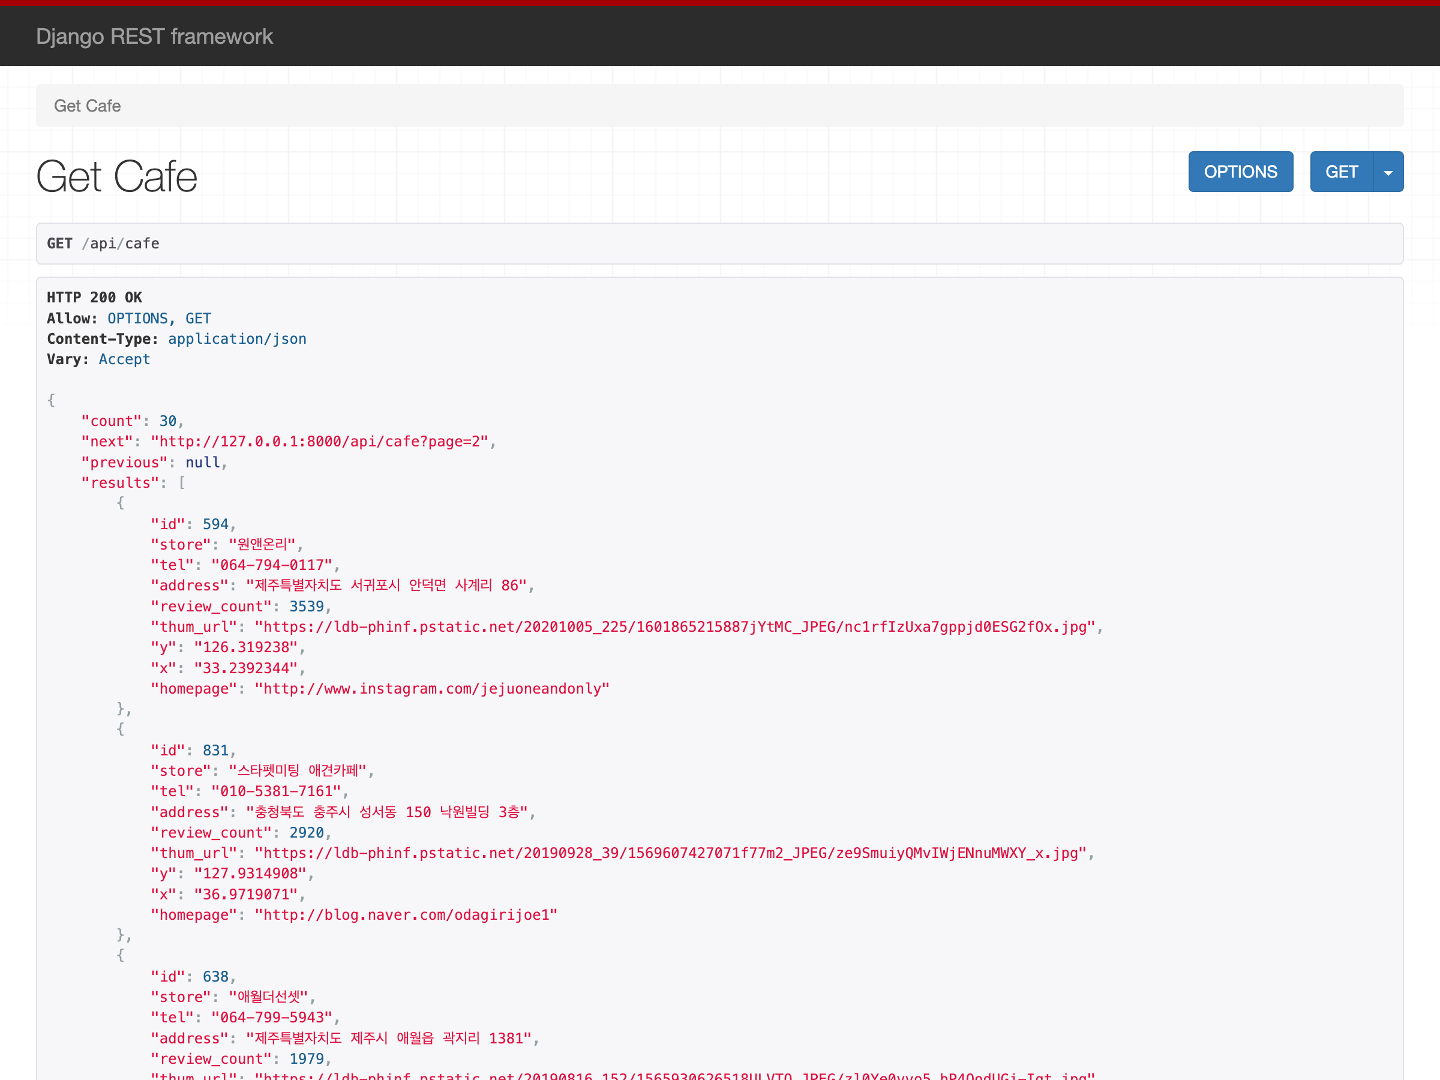 Django REST framework
Get Cafe
Get Cafe
OPTIONS GET
GET /api/cafe
HTTP 200 OK
Allow: OPTIONS, GET
Content-Type: application/json
Vary: Accept
{
    "count": 30,
    "next": "http://127.0.0.1:8000/api/cafe?page=2",
    "previous": null,
    "results": [
        {
            "id": 594,
            "store": "원앤온리",
            "tel": "064-794-0117",
            "address": "제주특별자치도 서귀포시 안덕면 사계리 86",
            "review_count": 3539,
            "thum_url": "https://ldb-phinf.pstatic.net/20201005_225/1601865215887jYtMC_JPEG/nc1rfIzUxa7gppjd0ESG2fOx.jpg",
            "y": "126.319238",
            "x": "33.2392344",
            "homepage": "http://www.instagram.com/jejuoneandonly"
        },
        {
            "id": 831,
            "store": "스타펫미팅 애견카페",
            "tel": "010-5381-7161",
            "address": "충청북도 충주시 성서동 150 낙원빌딩 3층",
            "review_count": 2920,
            "thum_url": "https://ldb-phinf.pstatic.net/20190928_39/1569607427071f77m2_JPEG/ze9SmuiyQMvIWjENnuMWXY_x.jpg",
            "y": "127.9314908",
            "x": "36.9719071",
            "homepage": "http://blog.naver.com/odagirijoe1"
        },
        {
            "id": 638,
            "store": "애월더선셋",
            "tel": "064-799-5943",
            "address": "제주특별자치도 제주시 애월읍 곽지리 1381",
            "review_count": 1979,